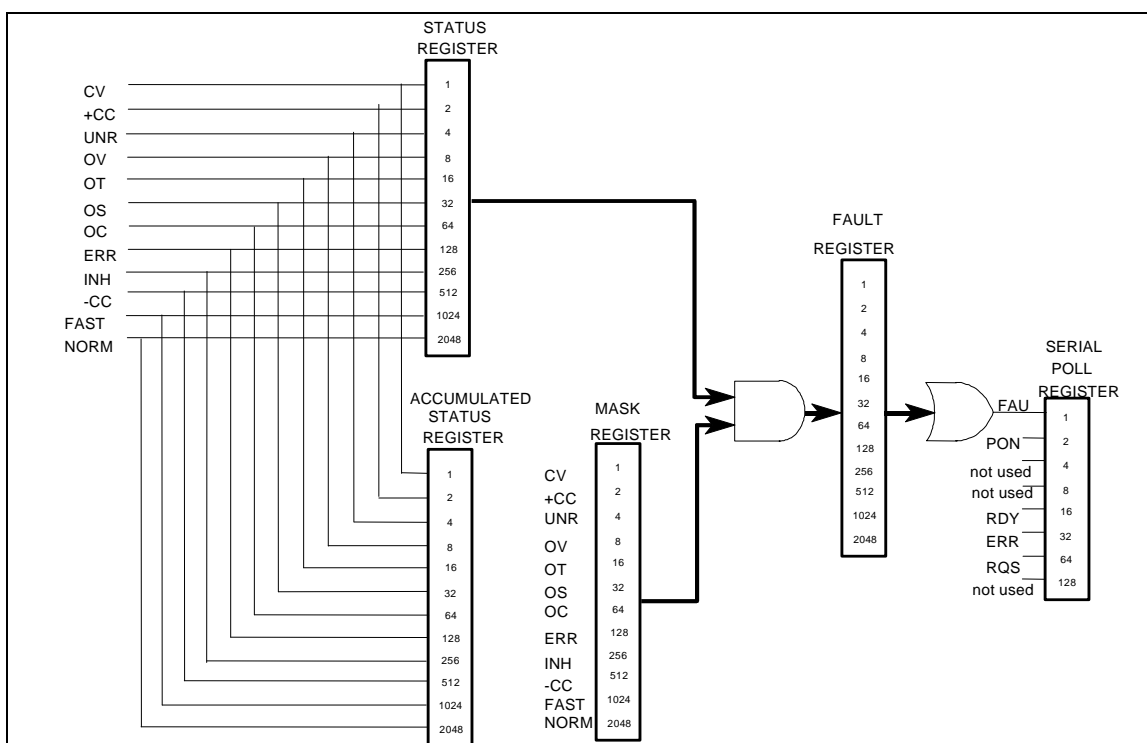 STATUS
REGISTER
CV
+CC
UNR
OV
OT
OS
OC
ERR
INH
-CC
FAST
NORM
1
2
4
8
16
32
64
128
256
512
1024
2048
ACCUMULATED
STATUS
REGISTER
1
2
4
8
16
32
64
128
256
512
1024
2048
MASK
REGISTER
CV
+CC
UNR
OV
OT
OS
OC
ERR
INH
-CC
FAST
NORM
1
2
4
8
16
32
64
128
256
512
1024
2048
FAULT
REGISTER
1
2
4
8
16
32
64
128
256
512
1024
2048
SERIAL
POLL
REGISTER
FAU
PON
not used
not used
RDY
ERR
RQS
not used
1
2
4
8
16
32
64
128